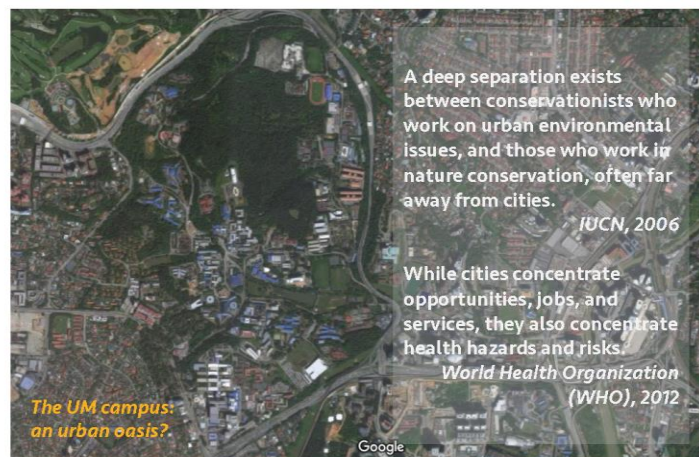 A deep separation exists
between conservationists who
work on urban environmental
issues, and those who work in
nature conservation, often far
away from cities.
IUCN, 2006
While cities concentrate
opportunities, jobs, and
services, they also concentrate
health hazards and risks.
World Health Organization
(WHO), 2012
The UM campus:
an urban oasis?
Google